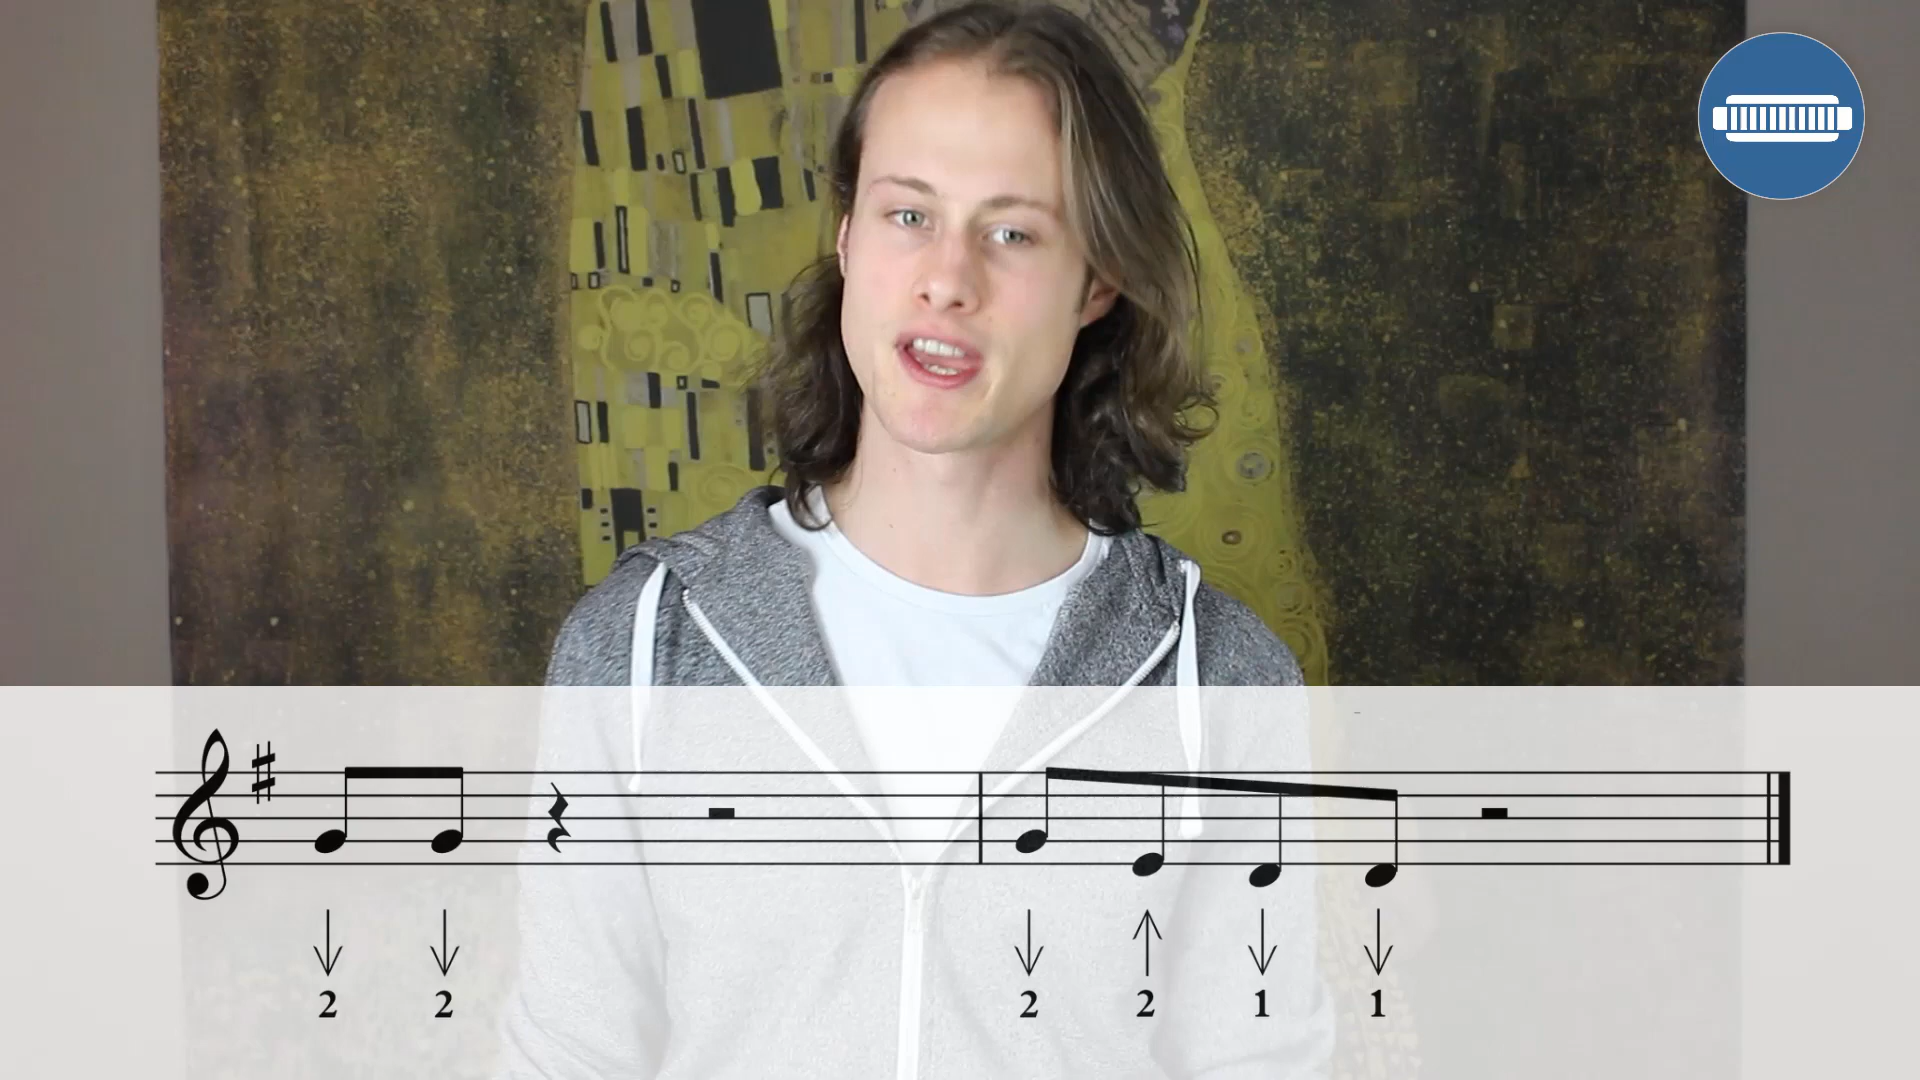 ↓ ↓ ↓ ↑ ↓ ↓
2 2 2 2 1 1